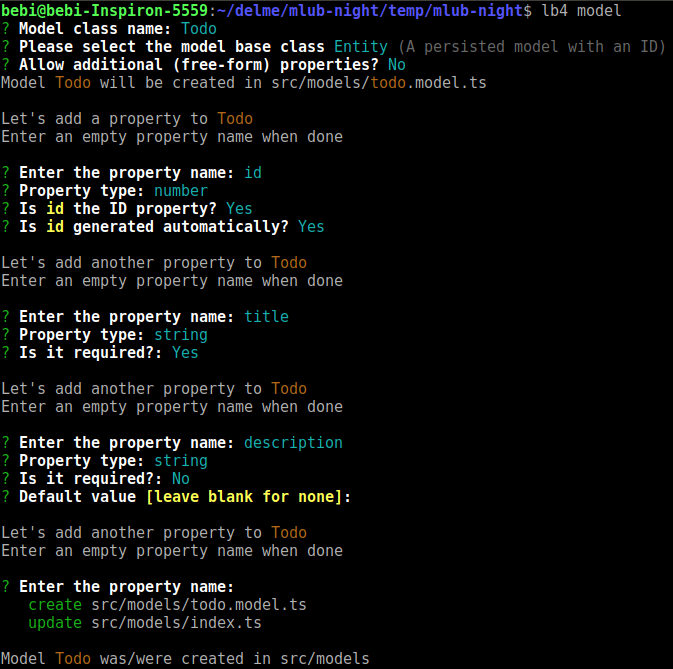 bebi@bebi-Inspiron-5559:~/delme/mlub-night/temp/mlub-night$ lb4 model
? Model class name: Todo
? Please select the model base class Entity (A persisted model with an ID)
? Allow additional (free-form) properties? No
Model Todo will be created in src/models/todo.model.ts
Let's add a property to Todo
Enter an empty property name when done
? Enter the property name: id
? Property type: number
? Is id the ID property? Yes
? Is id generated automatically? Yes
Let's add another property to Todo
Enter an empty property name when done
? Enter the property name: title
? Property type: string
? Is it required?: Yes
Let's add another property to Todo
Enter an empty property name when done
? Enter the property name: description
? Property type: string
? Is it required?: No
? Default value [leave blank for none]:
Let's add another property to Todo
Enter an empty property name when done
? Enter the property name:
create src/models/todo.model.ts
update src/models/index.ts
Model Todo was/were created in src/models